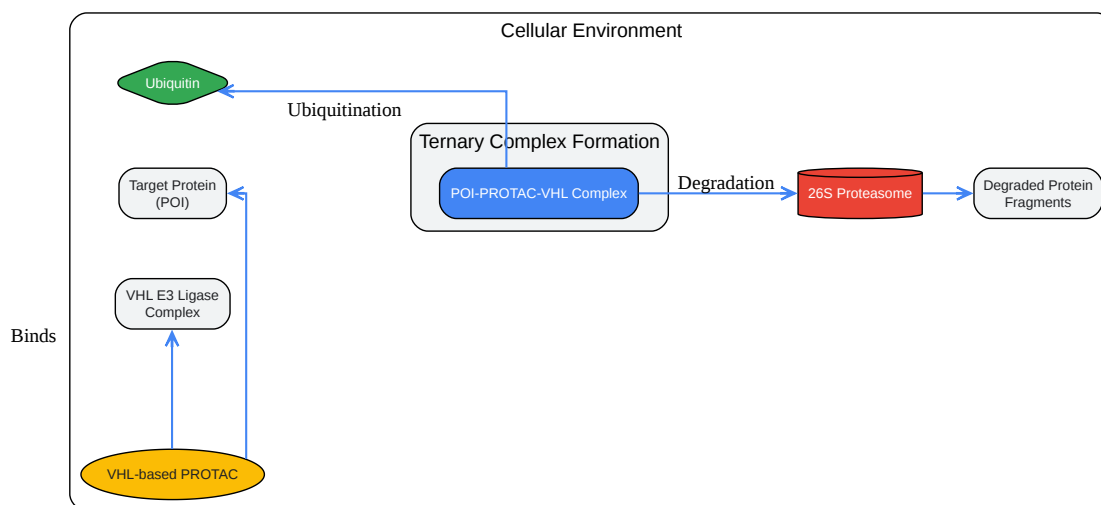 Cellular Environment
Ubiquitin
Ubiquitination
Ternary Complex Formation
Target Protein
(POI)
POI-PROTAC-VHL Complex
Degradation
26S Proteasome
Degraded Protein
Fragments
VHL E3 Ligase
Complex
Binds
VHL-based PROTAC